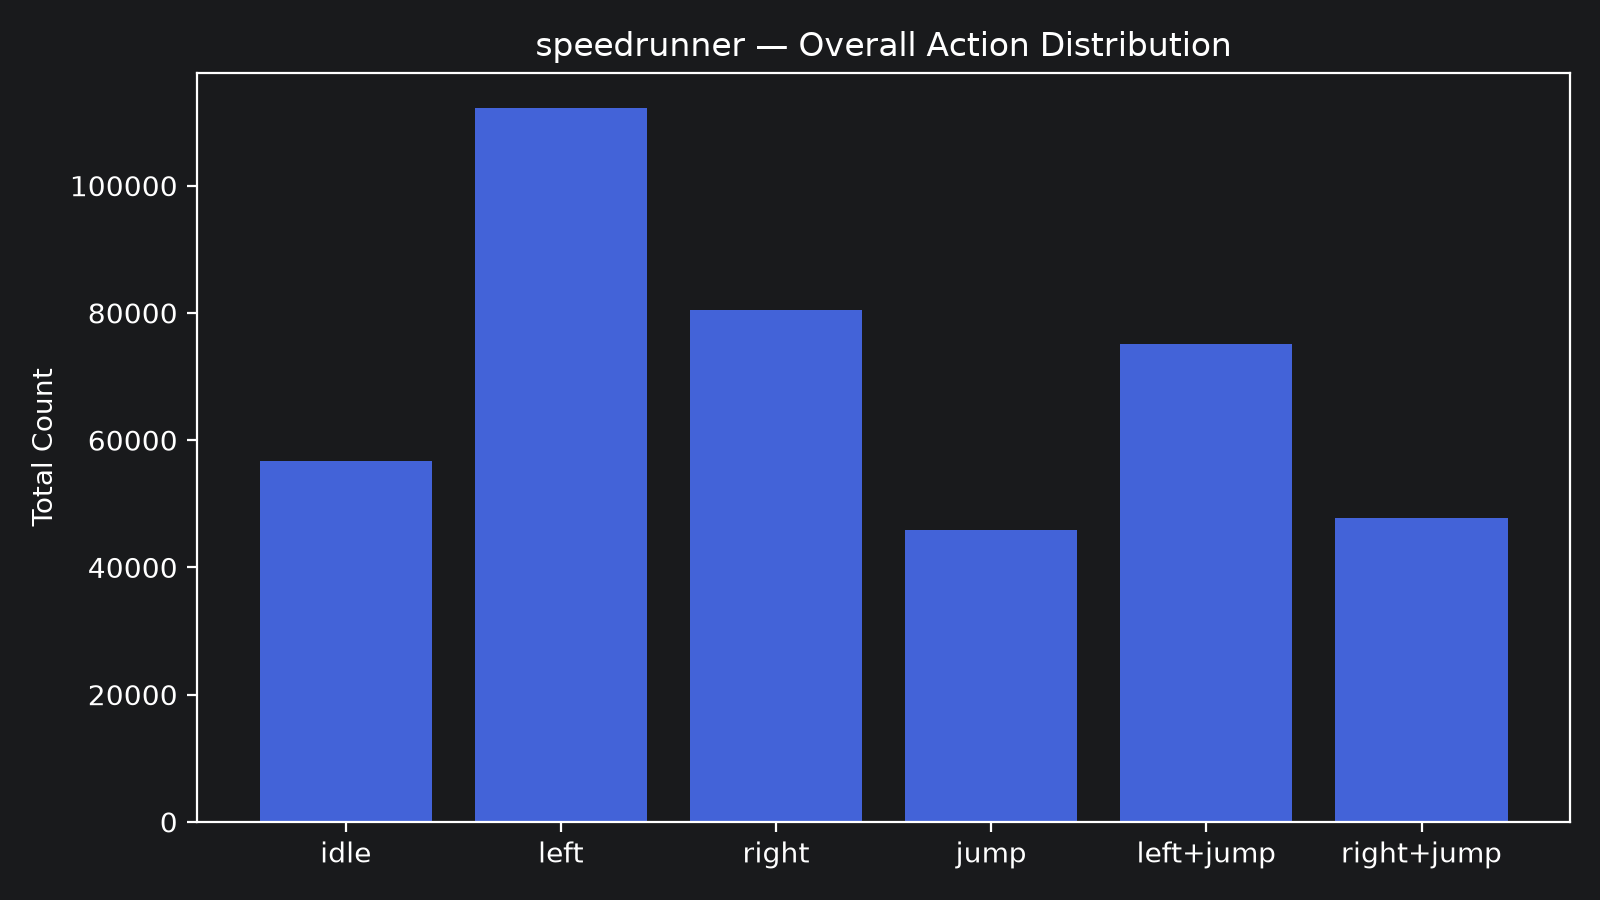 speedrunner — Overall Action Distribution
Total Count
100000
80000
60000
40000
20000
0
idle left right jump left+jump right+jump